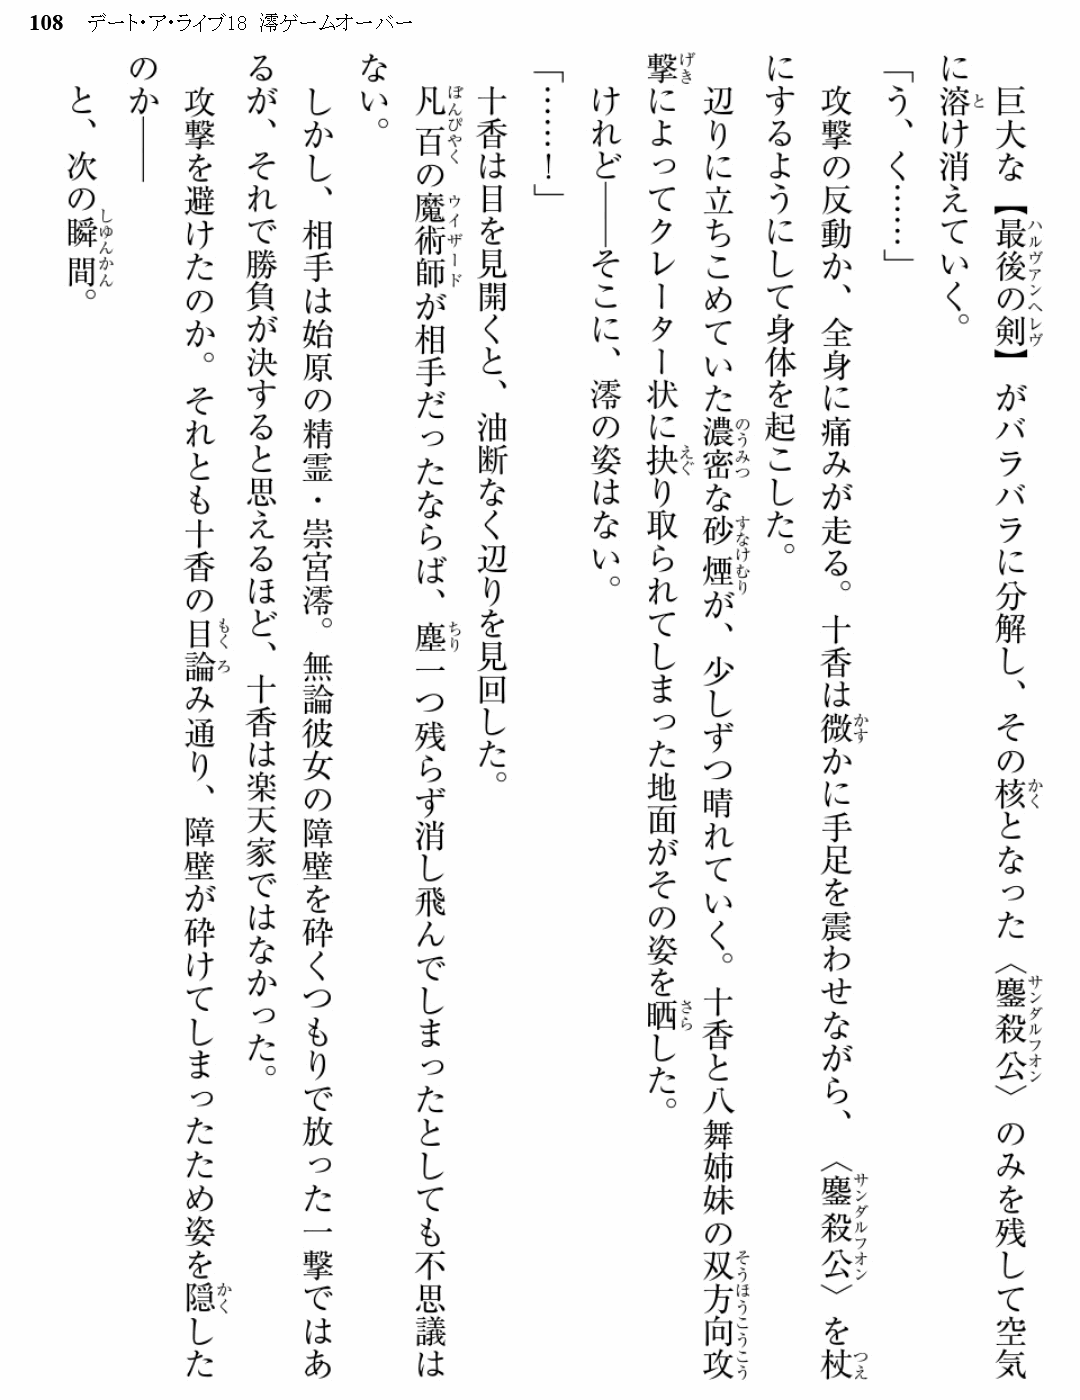 108 デート・ア・ライブ18 澪ゲームオーバー
巨大な【最後の剣】がバラバラに分解し、その核となった〈鏖殺公〉のみを残して空気
に溶け消えていく。
「う、く……」
攻撃の反動か、全身に痛みが走る。十香は微かに手足を震わせながら、〈鏖殺公〉を杖
にするようにして身体を起こした。
辺りに立ちこめていた濃密な砂煙が、少しずつ晴れていく。十香と八舞姉妹の双方向攻
撃によってクレーター状に抉り取られてしまった地面がその姿を晒した。
けれど――そこに、澪の姿はない。
「……！」
十香は目を見開くと、油断なく辺りを見回した。
凡百の魔術師が相手だったならば、塵一つ残らず消し飛んでしまったとしても不思議は
ない。
しかし、相手は始原の精霊・崇宮澪。無論彼女の障壁を砕くつもりで放った一撃ではあ
るが、それで勝負が決すると思えるほど、十香は楽天家ではなかった。
攻撃を避けたのか。それとも十香の目論み通り、障壁が砕けてしまったため姿を隠した
のか――
と、次の瞬間。